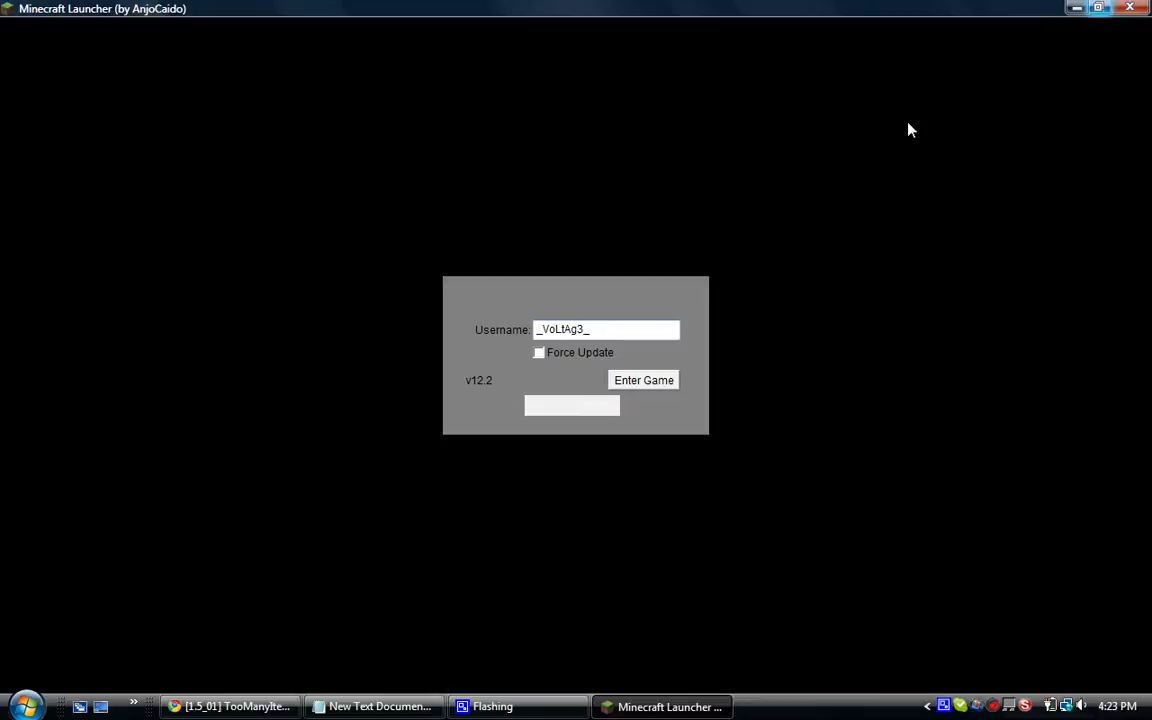 Minecraft Launcher (by AnjoCaido)
Username: _VoLtAg3_
Force Update
v12.2 Enter Game
» [1.5_01] TooManyIte... New Text Documen... Flashing Minecraft Launcher ... < 4:23 PM